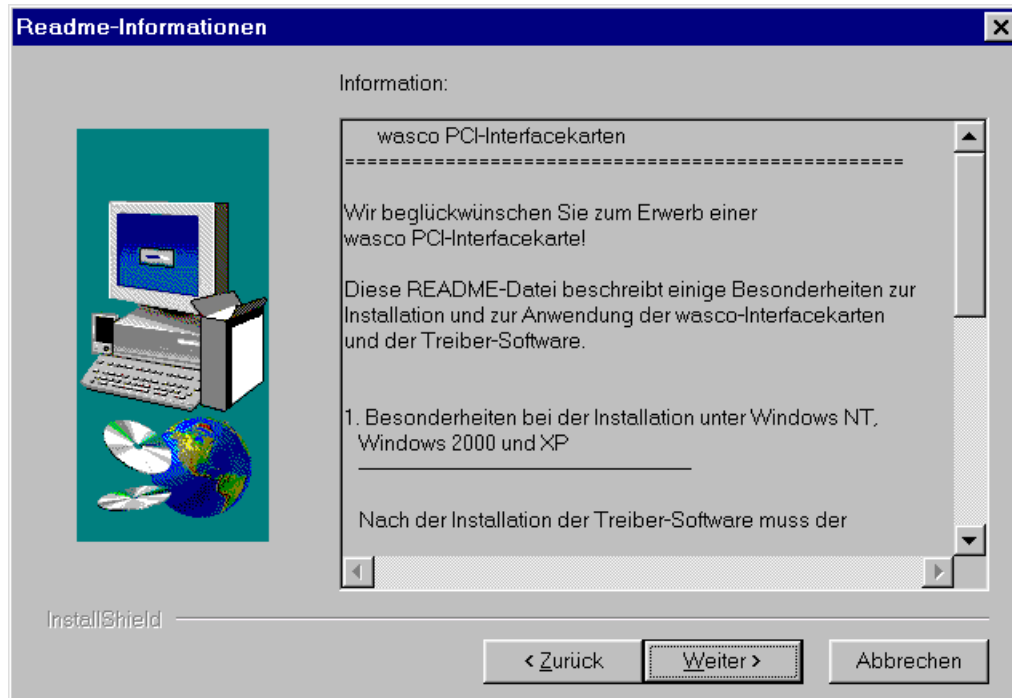 Readme-Informationen
Information:
wasco PCI-Interfacekarten
==================================================
Wir beglückwünschen Sie zum Erwerb einer
wasco PCI-Interfacekarte!
Diese README-Datei beschreibt einige Besonderheiten zur
Installation und zur Anwendung der wasco-Interfacekarten
und der Treiber-Software.
1. Besonderheiten bei der Installation unter Windows NT,
Windows 2000 und XP
Nach der Installation der Treiber-Software muss der
InstallShield
< Zurück
Weiter >
Abbrechen